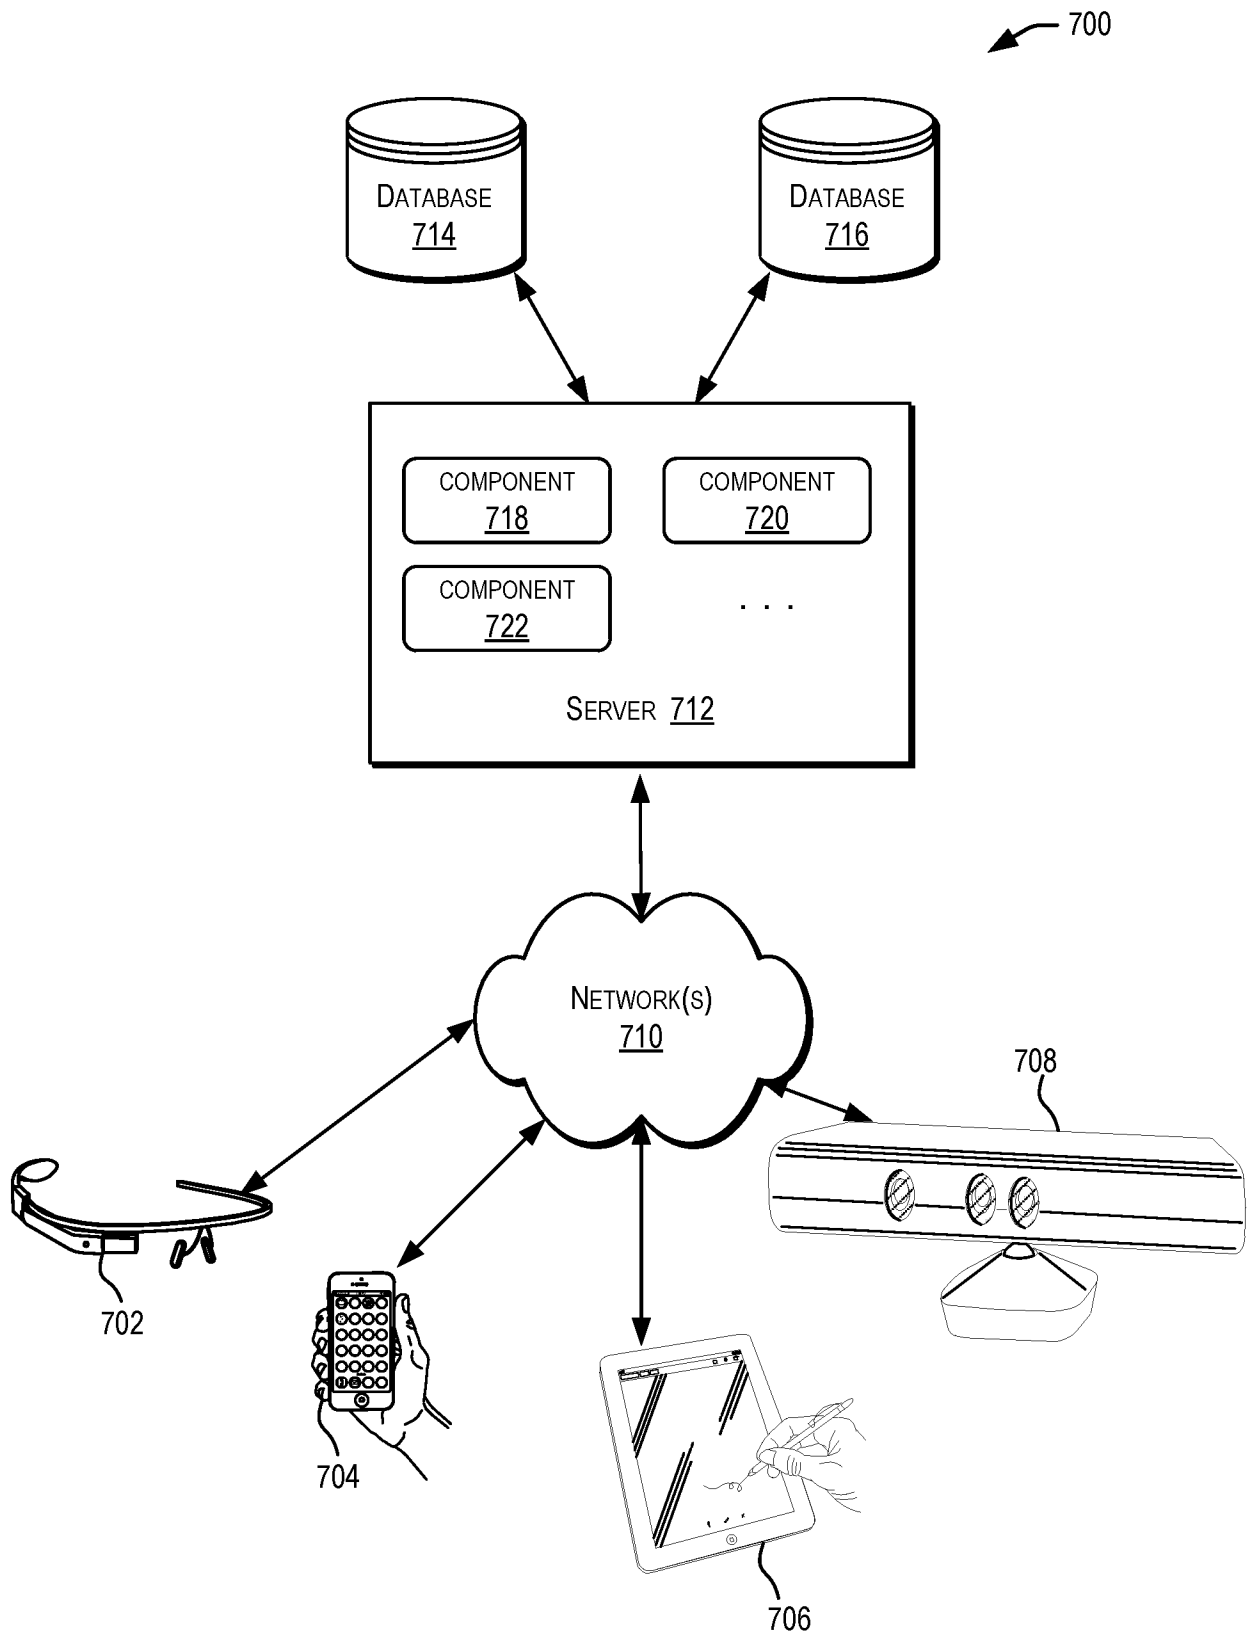 700
DATABASE
714
DATABASE
716
COMPONENT
718
COMPONENT
720
COMPONENT
722
. . .
SERVER 712
NETWORK(S)
710
708
702
704
706